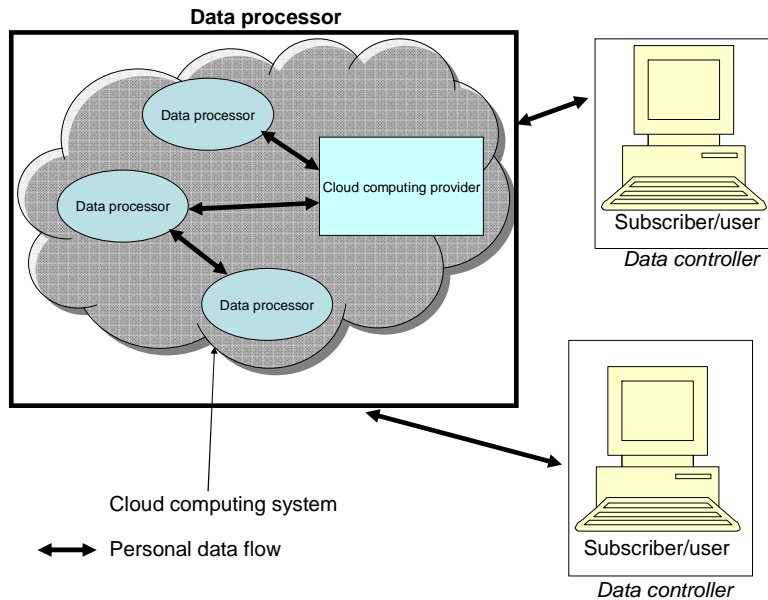 Data processor
Data processor
Cloud computing provider
Data processor
Data processor
Subscriber/user
Data controller
Cloud computing system
Personal data flow
Subscriber/user
Data controller